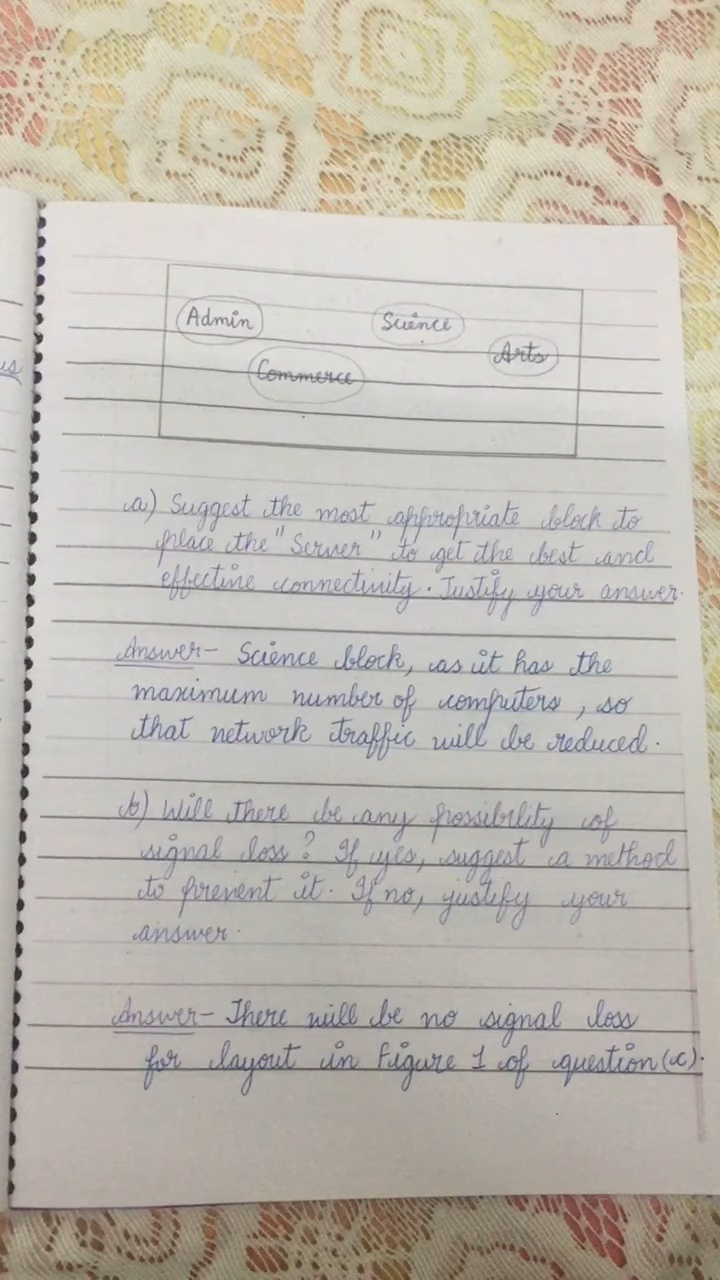 Admin
Science
Arts
Commerce
a) Suggest the most appropriate block to
place the "Server" to get the best and
effective connectivity. Justify your answer.
Answer- Science block, as it has the
maximum number of computers, so
that network traffic will be reduced.
b) Will there be any possibility of
signal loss? If yes, suggest a method
to prevent it. If no, justify your
answer.
Answer- There will be no signal loss
for layout in Figure 1 of question (c).